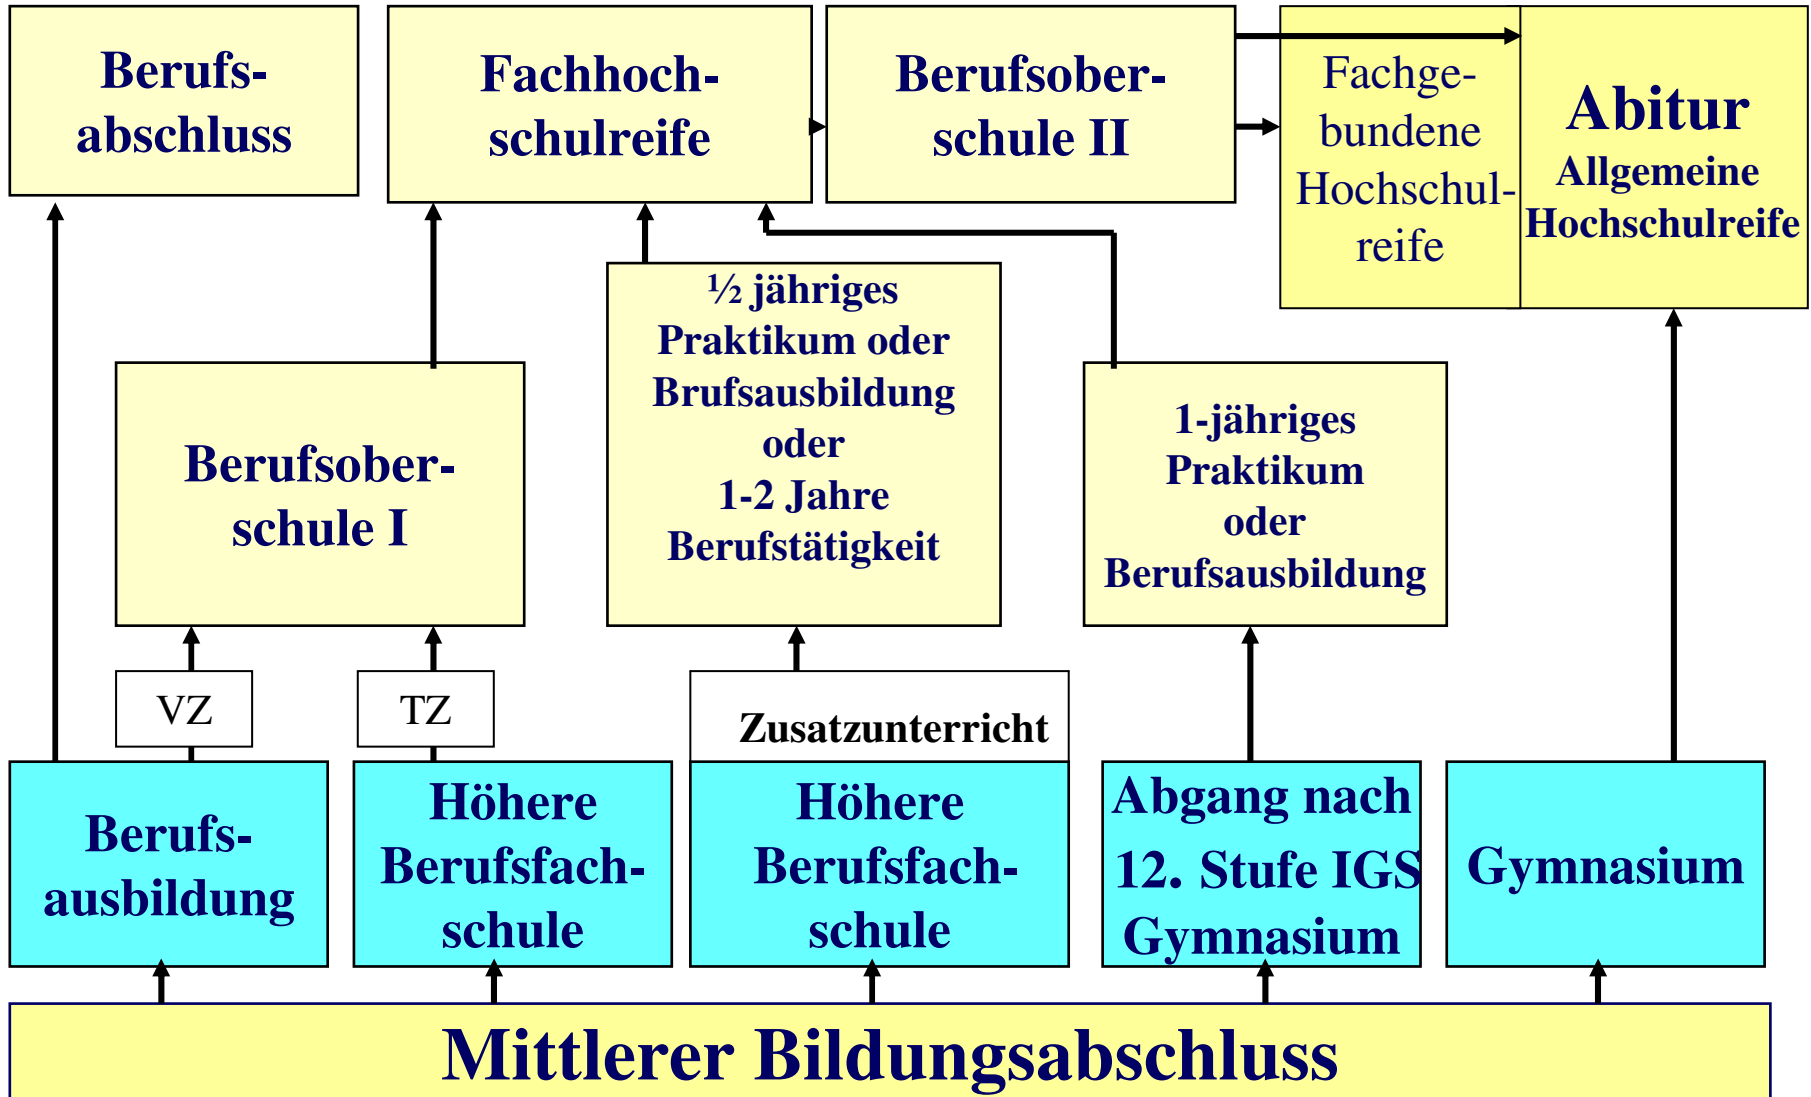 Berufs-
abschluss
Fachhoch-
schulreife
Berufsober-
schule II
Fachge-
bundene
Hochschul-
reife
Abitur
Allgemeine
Hochschulreife
Berufsober-
schule I
½ jähriges
Praktikum oder
Brufsausbildung
oder
1-2 Jahre
Berufstätigkeit
1-jähriges
Praktikum
oder
Berufsausbildung
VZ
TZ
Zusatzunterricht
Berufs-
ausbildung
Höhere
Berufsfach-
schule
Höhere
Berufsfach-
schule
Abgang nach
12. Stufe IGS
Gymnasium
Gymnasium
Mittlerer Bildungsabschluss